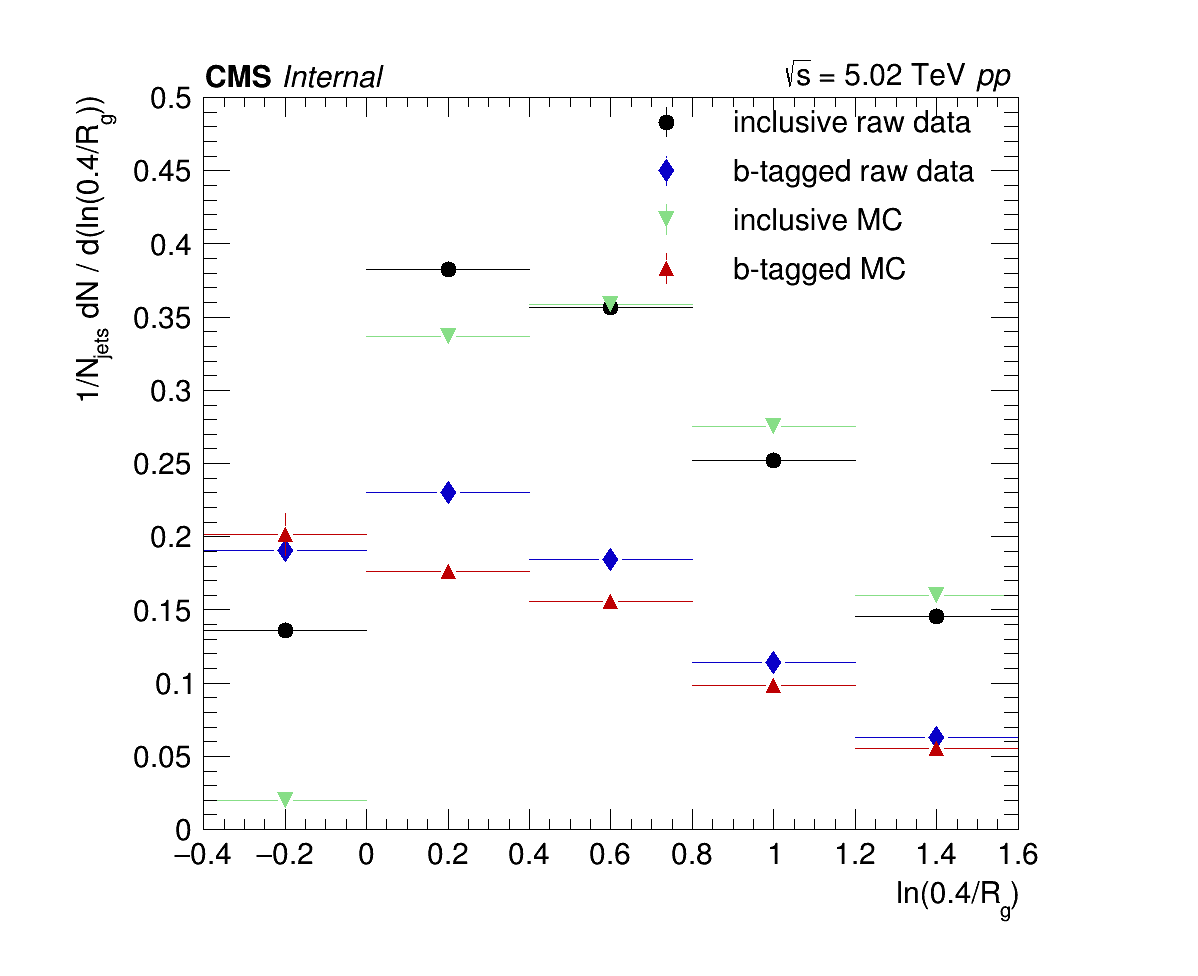 CMS Internal
√s = 5.02 TeV pp
1/Njets dN / d(ln(0.4/Rg))
0.5
0.45
0.4
0.35
0.3
0.25
0.2
0.15
0.1
0.05
0
inclusive raw data
b-tagged raw data
inclusive MC
b-tagged MC
−0.4 −0.2 0 0.2 0.4 0.6 0.8 1 1.2 1.4 1.6
ln(0.4/Rg)